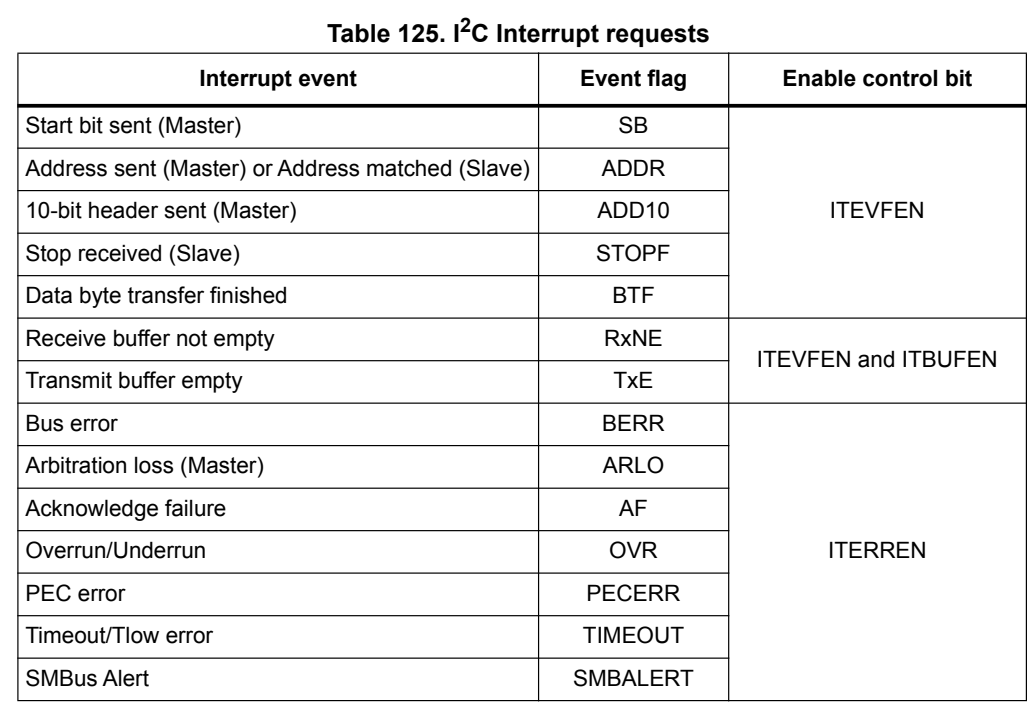 Table 125. I2C Interrupt requests
Interrupt event Event flag Enable control bit
Start bit sent (Master) SB
Address sent (Master) or Address matched (Slave) ADDR
10-bit header sent (Master) ADD10 ITEVFEN
Stop received (Slave) STOPF
Data byte transfer finished BTF
Receive buffer not empty RxNE
ITEVFEN and ITBUFEN
Transmit buffer empty TxE
Bus error BERR
Arbitration loss (Master) ARLO
Acknowledge failure AF
Overrun/Underrun OVR ITERREN
PEC error PECERR
Timeout/Tlow error TIMEOUT
SMBus Alert SMBALERT